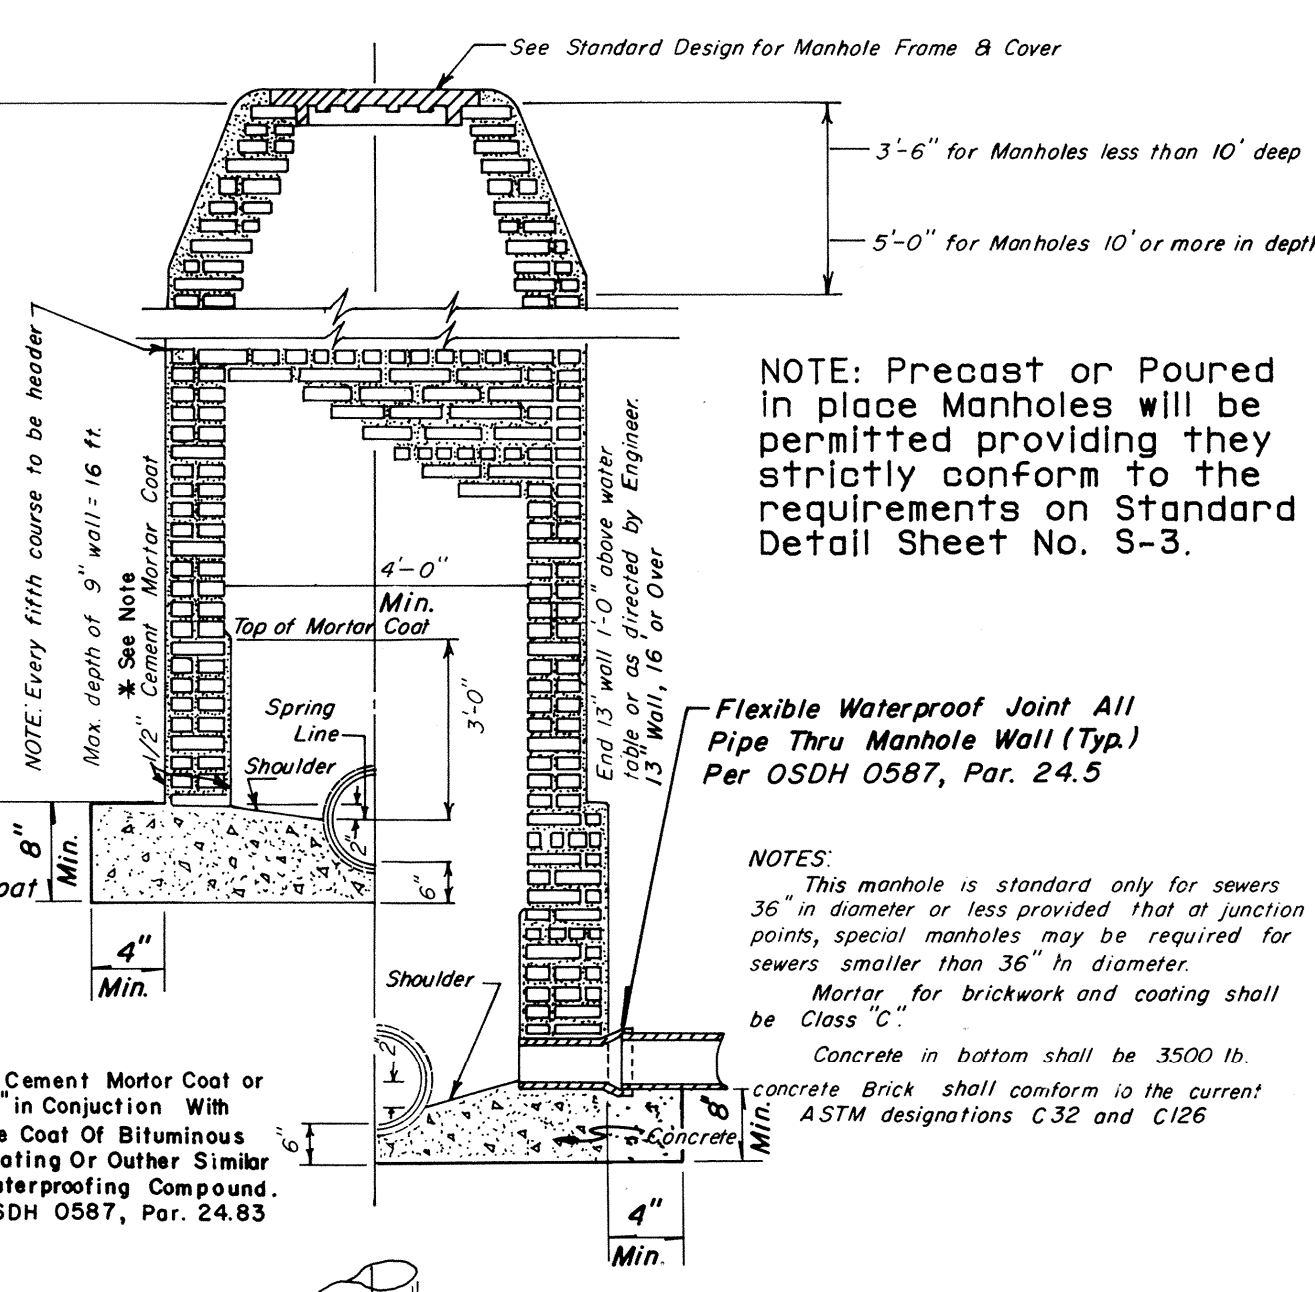 See Standard Design for Manhole Frame & Cover
3'-6" for Manholes less than 10' deep
5'-0" for Manholes 10' or more in depth
NOTE: Precast or Poured
in place Manholes will be
permitted providing they
strictly conform to the
requirements on Standard
Detail Sheet No. S-3.
NOTE: Every fifth course to be header
Max. depth of 9" wall = 16 ft.
* See Note
1/2" Cement Mortar Coat
4'-0"
Min.
Top of Mortar Coat
3'-0"
Spring
Line
Shoulder
End 13" wall 1'-0" above water
table or as directed by Engineer.
13" Wall, 16' or Over
Flexible Waterproof Joint All
Pipe Thru Manhole Wall (Typ.)
Per OSDH 0587, Par. 24.5
8"
Min.
oat
2"
6"
4"
Min.
NOTES:
This manhole is standard only for sewers
36" in diameter or less provided that at junction
points, special manholes may be required for
sewers smaller than 36" in diameter.
Mortar for brickwork and coating shall
be Class "C".
Concrete in bottom shall be 3500 lb.
concrete Brick shall comform to the current
ASTM designations C32 and C126
Shoulder
2"
6"
Concrete
8"
Min.
4"
Min.
Cement Mortor Coat or
" in Conjuction With
e Coat Of Bituminous
ating Or Outher Similar
aterproofing Compound.
SDH 0587, Par. 24.83